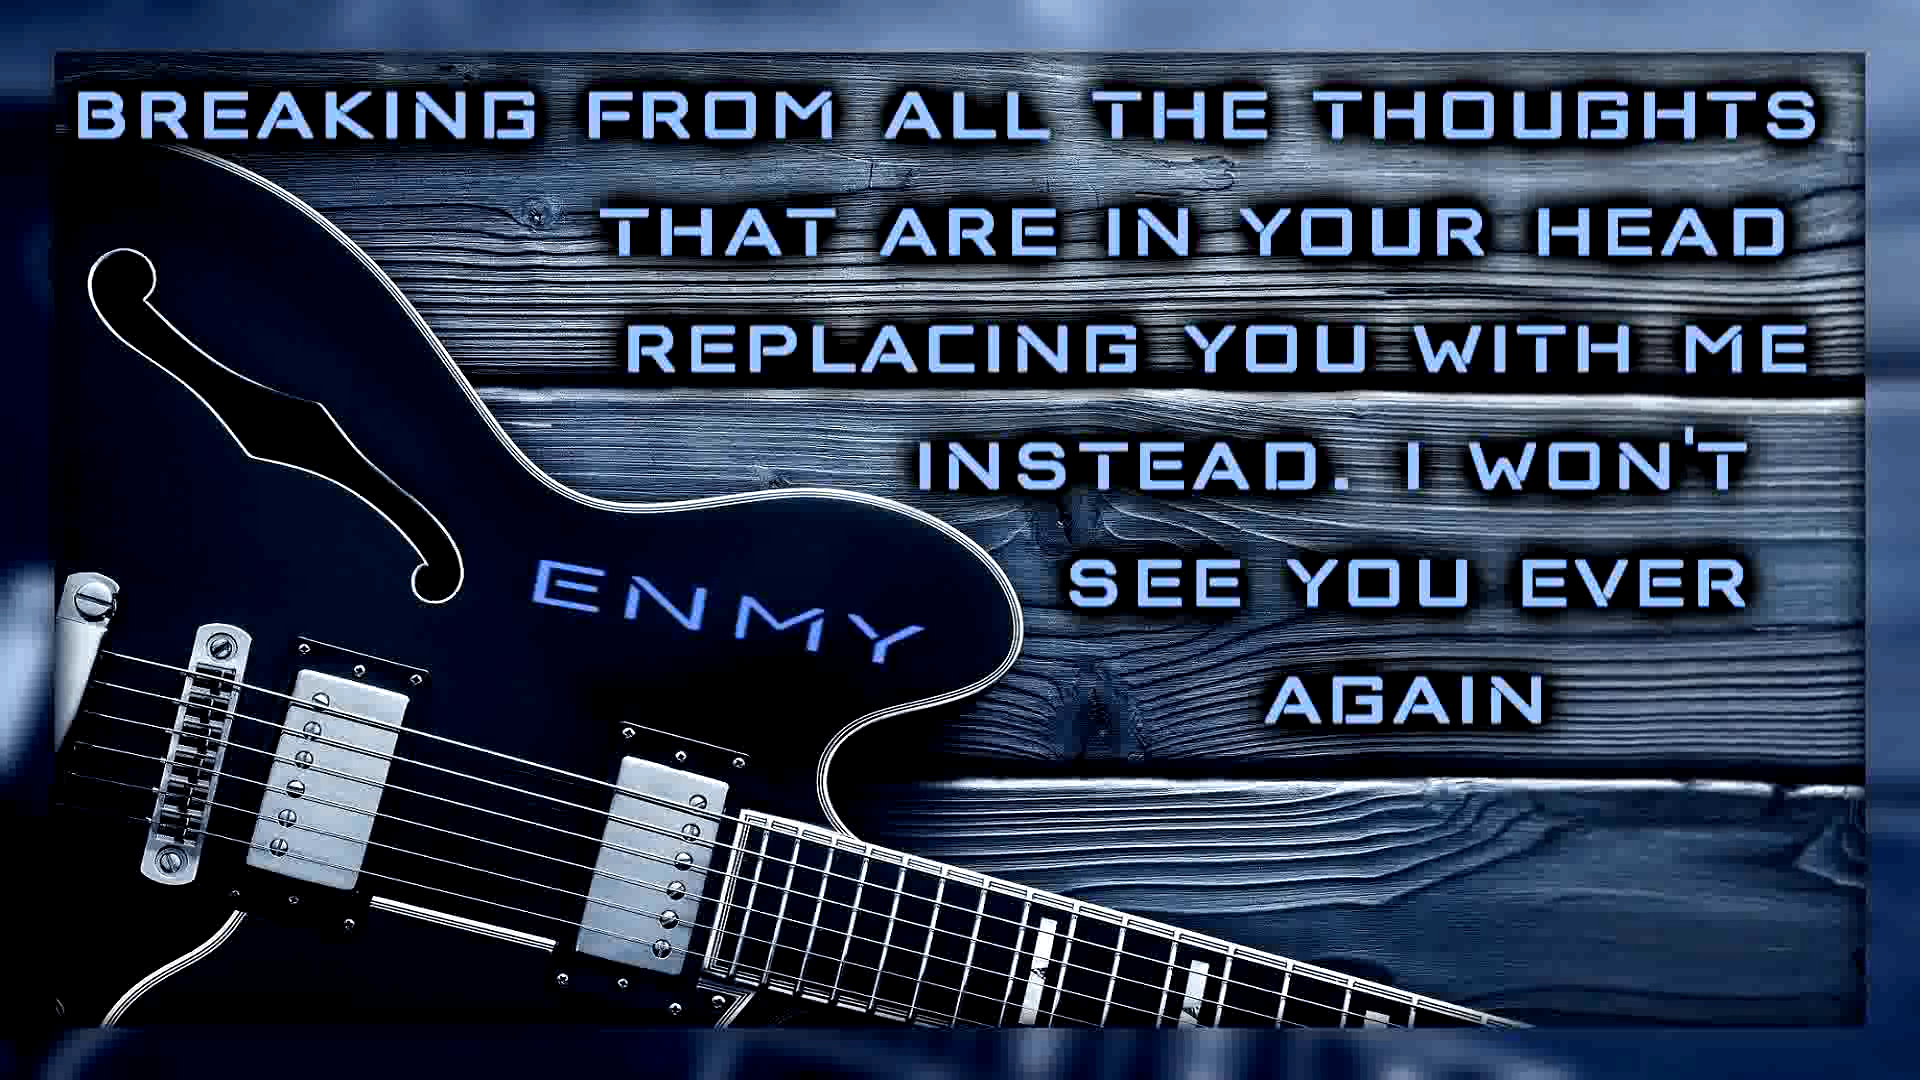 BREAKING FROM ALL THE THOUGHTS
THAT ARE IN YOUR HEAD
REPLACING YOU WITH ME
INSTEAD. I WON'T
SEE YOU EVER
AGAIN
ENMY